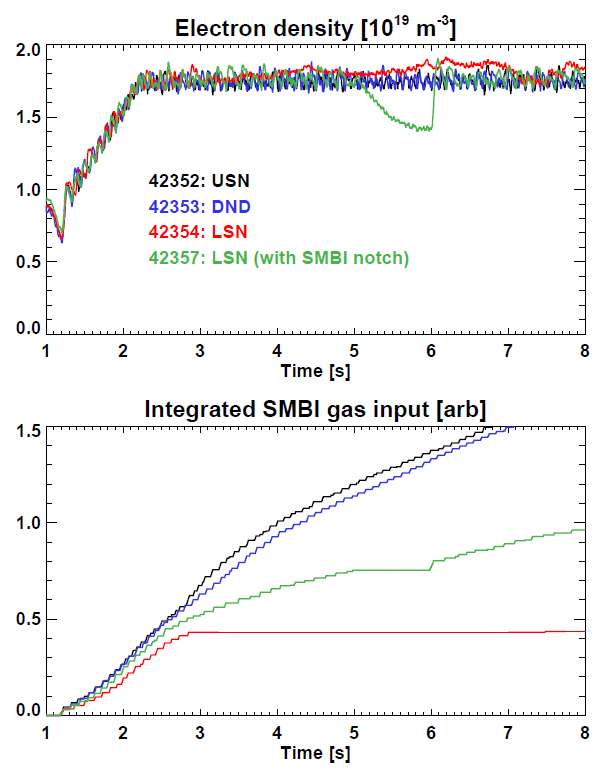 Electron density [10¹⁹ m⁻³]
2.0
1.5
1.0
0.5
0.0
42352: USN
42353: DND
42354: LSN
42357: LSN (with SMBI notch)
1 2 3 4 5 6 7 8
Time [s]
Integrated SMBI gas input [arb]
1.5
1.0
0.5
0.0
1 2 3 4 5 6 7 8
Time [s]